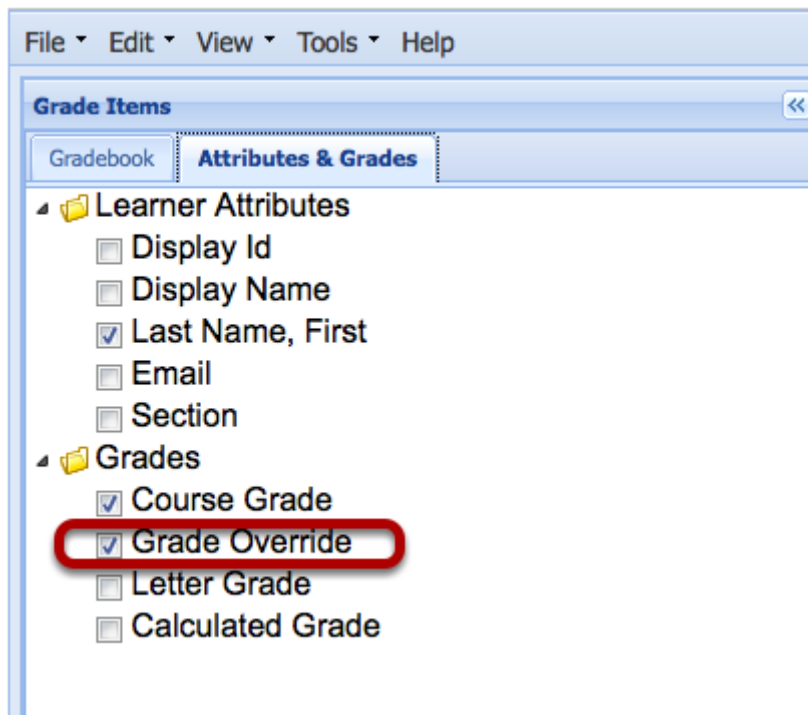 File Edit View Tools Help
Grade Items
Gradebook Attributes & Grades
Learner Attributes
Display Id
Display Name
Last Name, First
Email
Section
Grades
Course Grade
Grade Override
Letter Grade
Calculated Grade